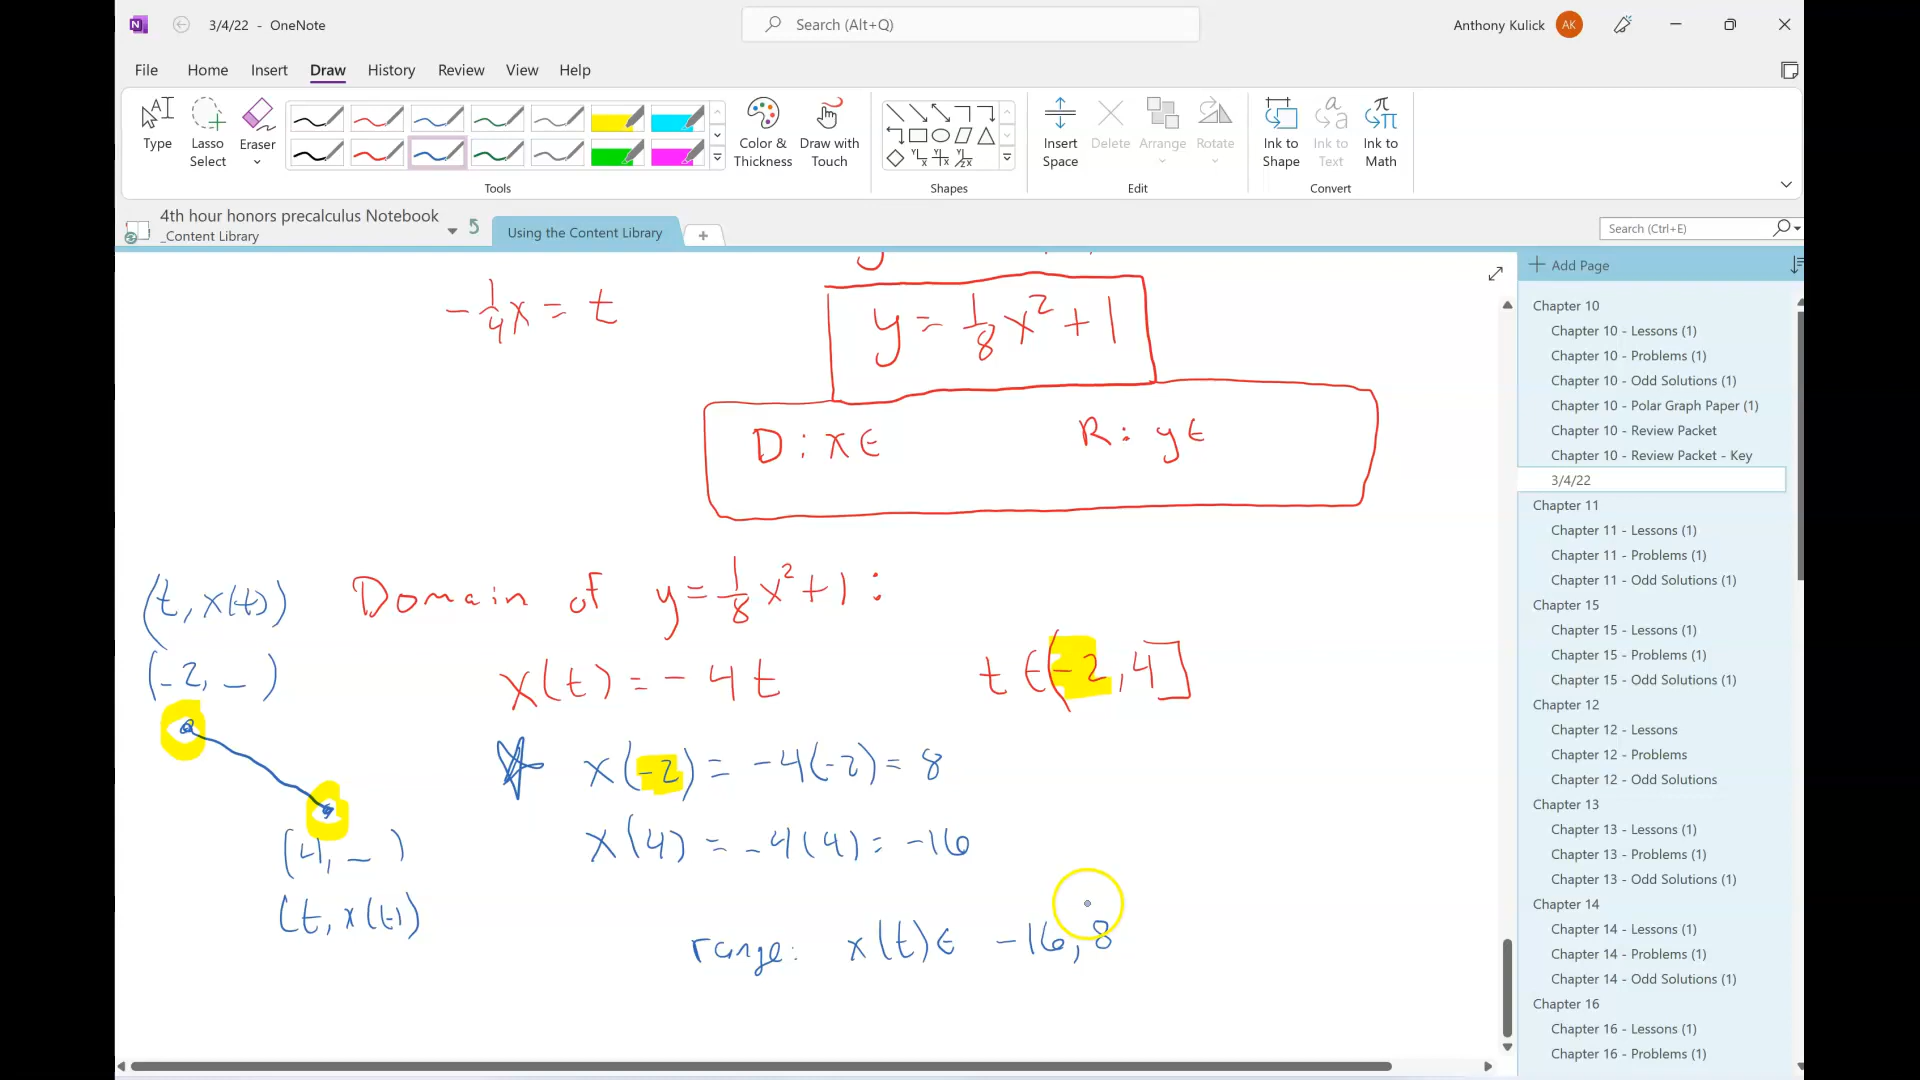 3/4/22 - OneNote
Search (Alt+Q)
Anthony Kulick AK
File Home Insert Draw History Review View Help
Type
Lasso Select
Eraser
Color & Thickness
Draw with Touch
Insert Space
Delete
Arrange
Rotate
Ink to Shape
Ink to Text
Ink to Math
Tools
Shapes
Edit
Convert
4th hour honors precalculus Notebook
_Content Library
Using the Content Library
Search (Ctrl+E)
-1/4x = t
y = 1/8 x² + 1
D : x ∈
R : y ∈
(t, x(t))
Domain of y = 1/8 x² + 1 :
(-2, _ )
x(t) = -4t
t ∈ (-2, 4]
x(-2) = -4(-2) = 8
x(4) = -4(4) = -16
(4, _ )
(t, x(t))
range: x(t) ∈ -16, 8
Add Page
Chapter 10
Chapter 10 - Lessons (1)
Chapter 10 - Problems (1)
Chapter 10 - Odd Solutions (1)
Chapter 10 - Polar Graph Paper (1)
Chapter 10 - Review Packet
Chapter 10 - Review Packet - Key
3/4/22
Chapter 11
Chapter 11 - Lessons (1)
Chapter 11 - Problems (1)
Chapter 11 - Odd Solutions (1)
Chapter 15
Chapter 15 - Lessons (1)
Chapter 15 - Problems (1)
Chapter 15 - Odd Solutions (1)
Chapter 12
Chapter 12 - Lessons
Chapter 12 - Problems
Chapter 12 - Odd Solutions
Chapter 13
Chapter 13 - Lessons (1)
Chapter 13 - Problems (1)
Chapter 13 - Odd Solutions (1)
Chapter 14
Chapter 14 - Lessons (1)
Chapter 14 - Problems (1)
Chapter 14 - Odd Solutions (1)
Chapter 16
Chapter 16 - Lessons (1)
Chapter 16 - Problems (1)